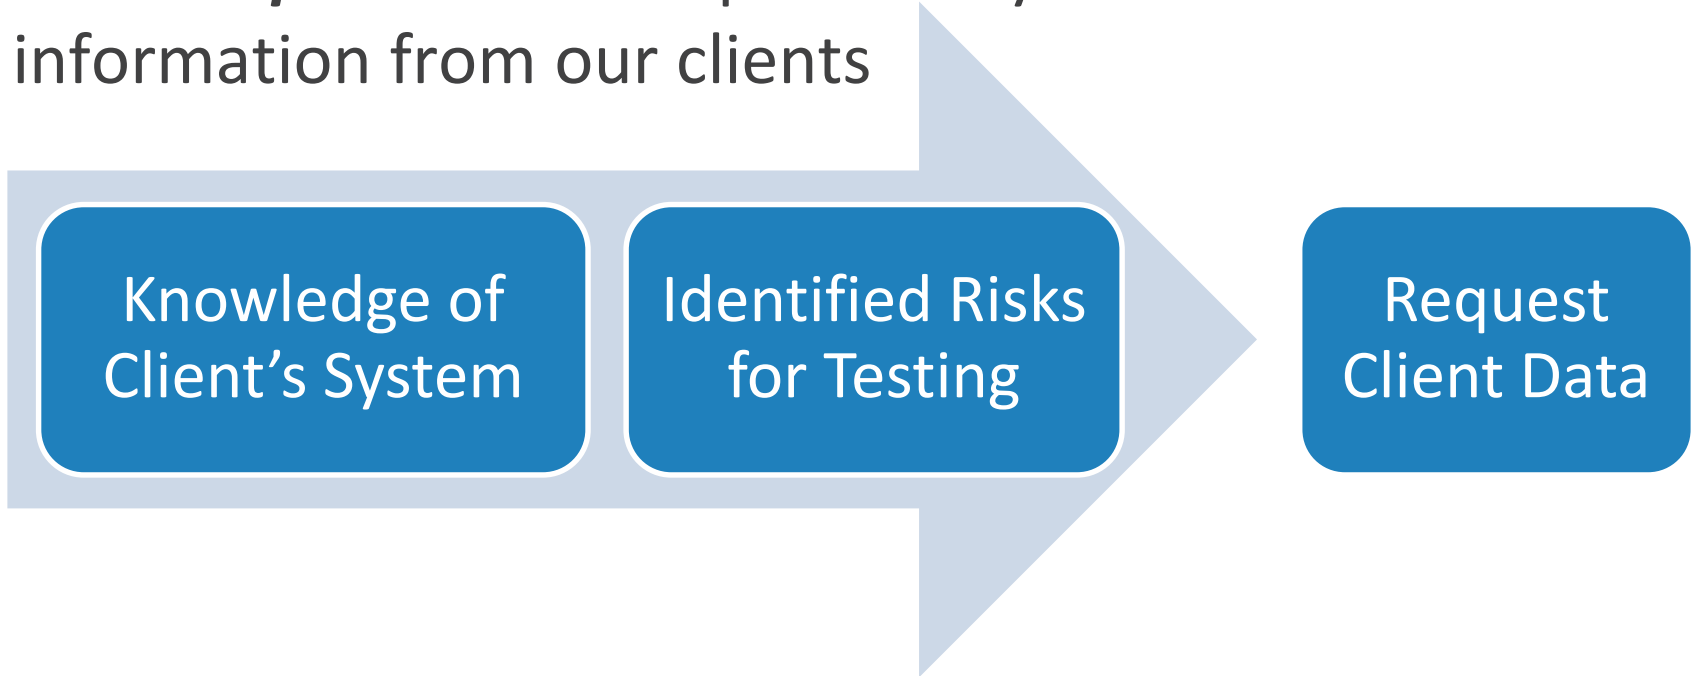 information from our clients
Knowledge of
Client’s System
Identified Risks
for Testing
Request
Client Data